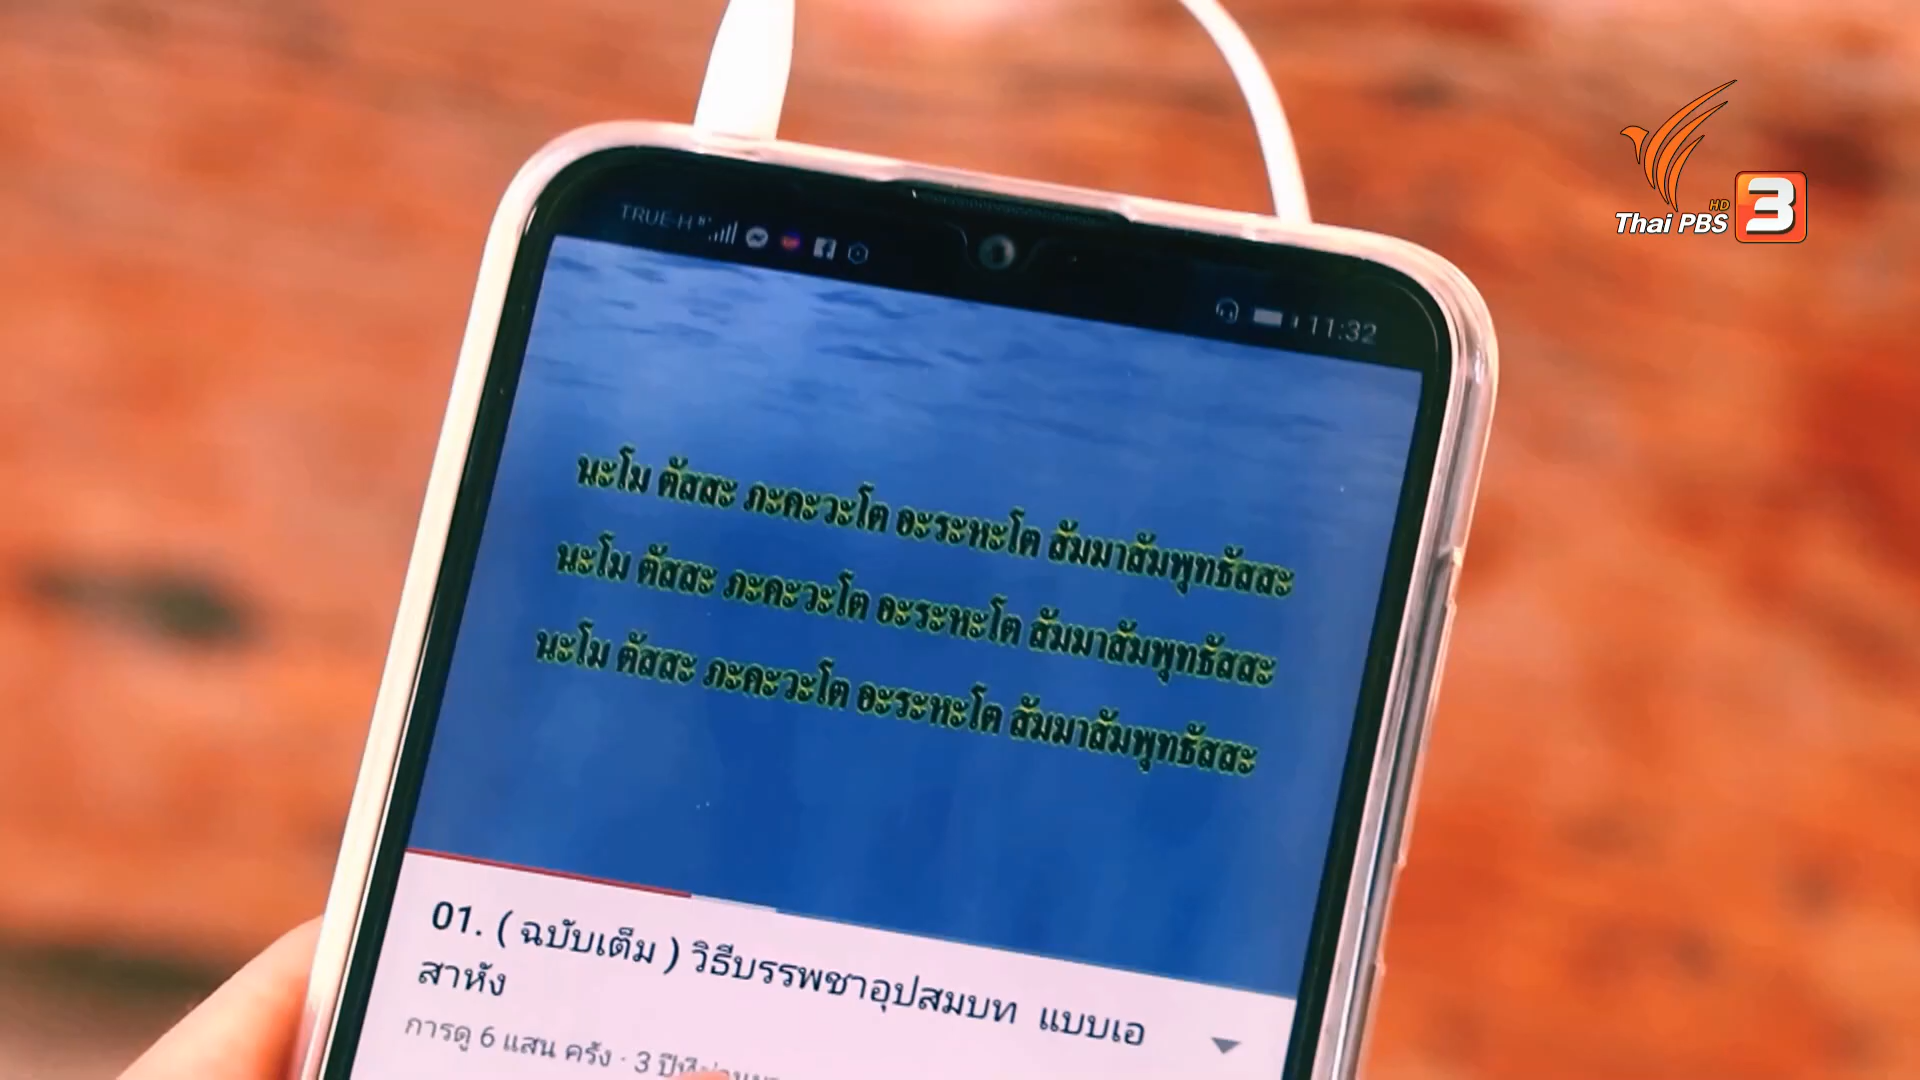 HD
Thai PBS 3
TRUE-H
11:32
นะโม ตัสสะ ภะคะวะโต อะระหะโต สัมมาสัมพุทธัสสะ
นะโม ตัสสะ ภะคะวะโต อะระหะโต สัมมาสัมพุทธัสสะ
นะโม ตัสสะ ภะคะวะโต อะระหะโต สัมมาสัมพุทธัสสะ
01. ( ฉบับเต็ม ) วิธีบรรพชาอุปสมบท แบบเอ
สาหัง
การดู 6 แสน ครั้ง · 3 ปี